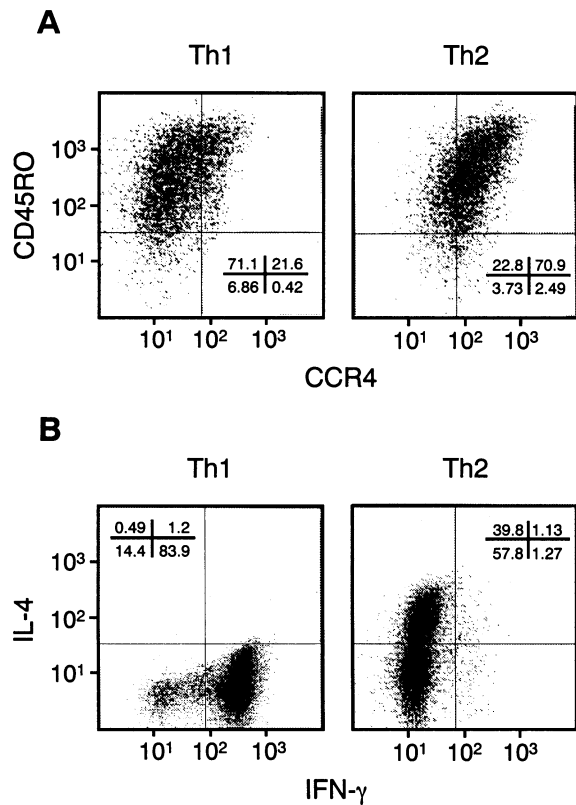 A
Th1 Th2
CD45RO
10³
10²
10¹
71.1 21.6
6.86 0.42
22.8 70.9
3.73 2.49
10¹ 10² 10³ 10¹ 10² 10³
CCR4
B
Th1 Th2
IL-4
0.49 1.2
14.4 83.9
39.8 1.13
57.8 1.27
10³
10²
10¹
10¹ 10² 10³ 10¹ 10² 10³
IFN-γ